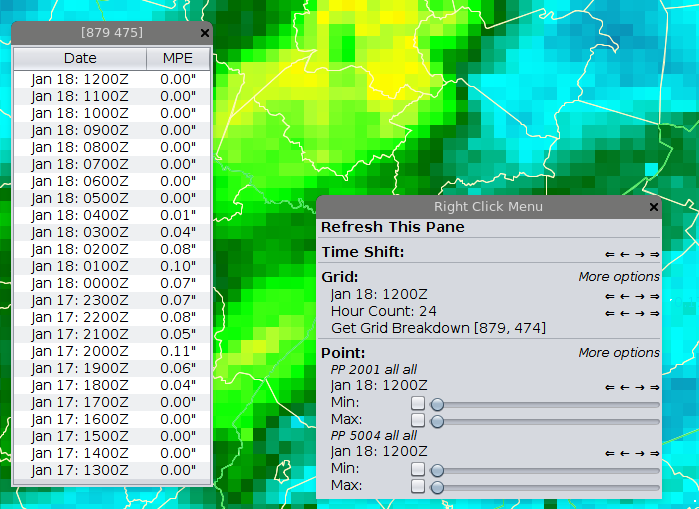 [879 475] ×
Date MPE
Jan 18: 1200Z 0.00"
Jan 18: 1100Z 0.00"
Jan 18: 1000Z 0.00"
Jan 18: 0900Z 0.00"
Jan 18: 0800Z 0.00"
Jan 18: 0700Z 0.00"
Jan 18: 0600Z 0.00"
Jan 18: 0500Z 0.00"
Jan 18: 0400Z 0.01"
Jan 18: 0300Z 0.04"
Jan 18: 0200Z 0.08"
Jan 18: 0100Z 0.10"
Jan 18: 0000Z 0.07"
Jan 17: 2300Z 0.07"
Jan 17: 2200Z 0.08"
Jan 17: 2100Z 0.05"
Jan 17: 2000Z 0.11"
Jan 17: 1900Z 0.06"
Jan 17: 1800Z 0.04"
Jan 17: 1700Z 0.00"
Jan 17: 1600Z 0.00"
Jan 17: 1500Z 0.00"
Jan 17: 1400Z 0.00"
Jan 17: 1300Z 0.00"
Right Click Menu ×
Refresh This Pane
Time Shift: ⇐ ← → ⇒
Grid: More options
Jan 18: 1200Z ⇐ ← → ⇒
Hour Count: 24 ⇐ ← → ⇒
Get Grid Breakdown [879, 474]
Point: More options
PP 2001 all all
Jan 18: 1200Z ⇐ ← → ⇒
Min:
Max:
PP 5004 all all
Jan 18: 1200Z ⇐ ← → ⇒
Min:
Max: